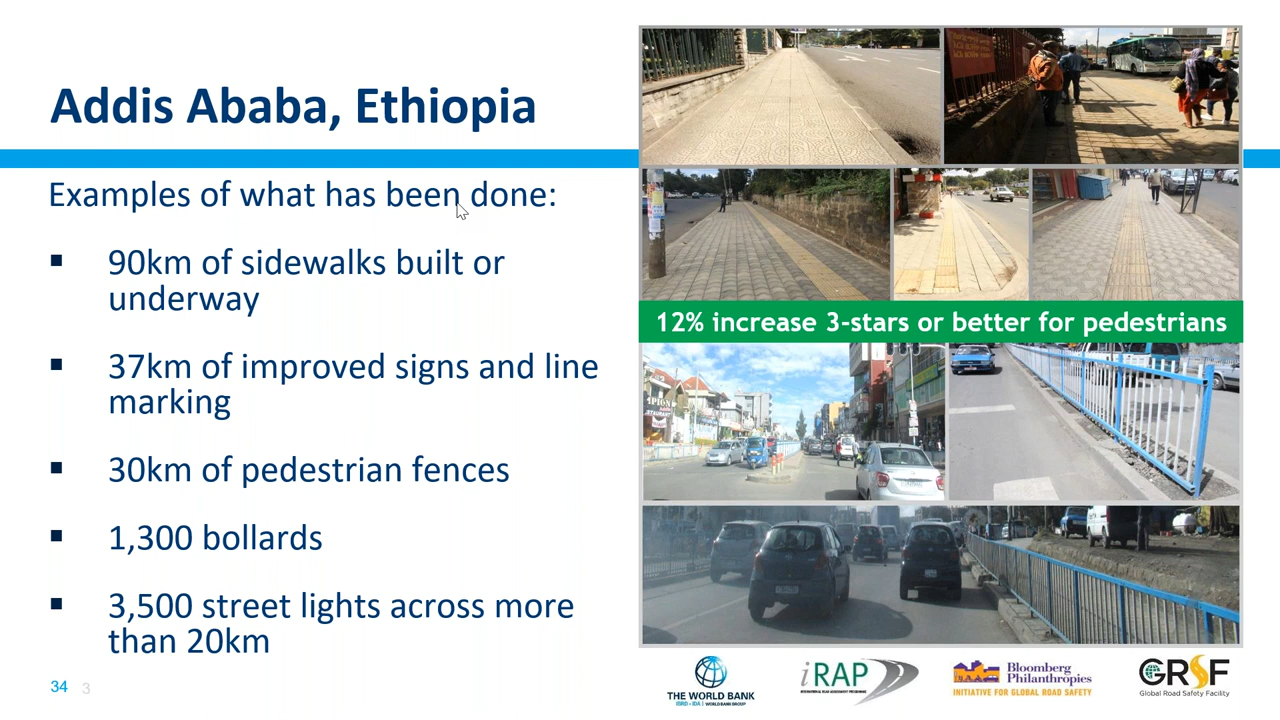 Addis Ababa, Ethiopia
Examples of what has been done:
90km of sidewalks built or
underway
37km of improved signs and line
marking
30km of pedestrian fences
1,300 bollards
3,500 street lights across more
than 20km
34 3
12% increase 3-stars or better for pedestrians
THE WORLD BANK
IBRD • IDA | WORLD BANK GROUP
iRAP
INTERNATIONAL ROAD ASSESSMENT PROGRAMME
Bloomberg
Philanthropies
INITIATIVE FOR GLOBAL ROAD SAFETY
GRSF
Global Road Safety Facility